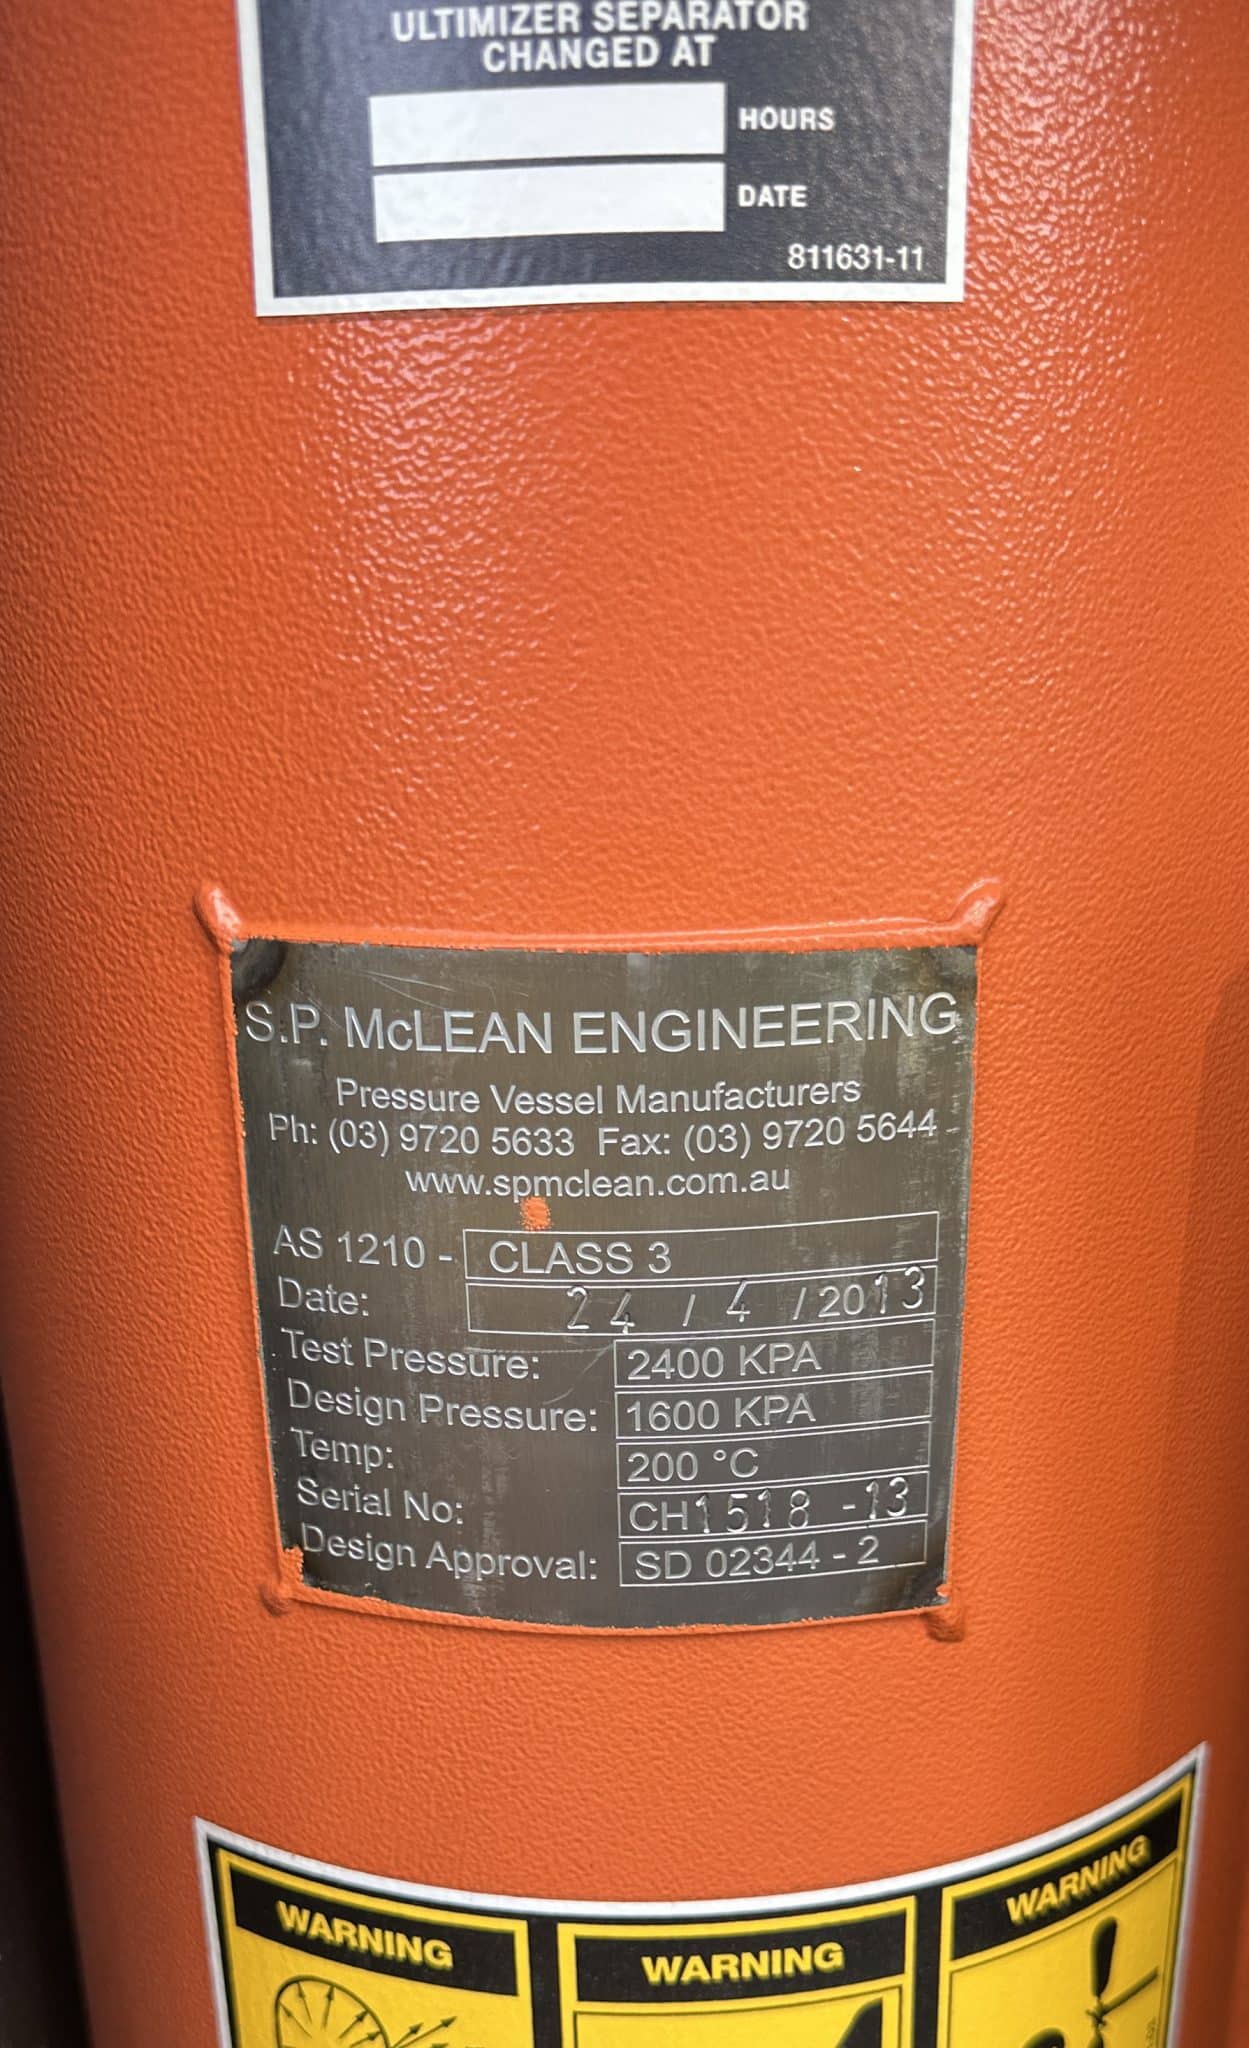 ULTIMIZER SEPARATOR
CHANGED AT
HOURS
DATE
811631-11
S.P. McLEAN ENGINEERING
Pressure Vessel Manufacturers
Ph: (03) 9720 5633 Fax: (03) 9720 5644
www.spmclean.com.au
AS 1210 - CLASS 3
Date: 24 / 4 / 2013
Test Pressure: 2400 KPA
Design Pressure: 1600 KPA
Temp: 200 °C
Serial No: CH1518 -13
Design Approval: SD 02344 - 2
WARNING WARNING WARNING